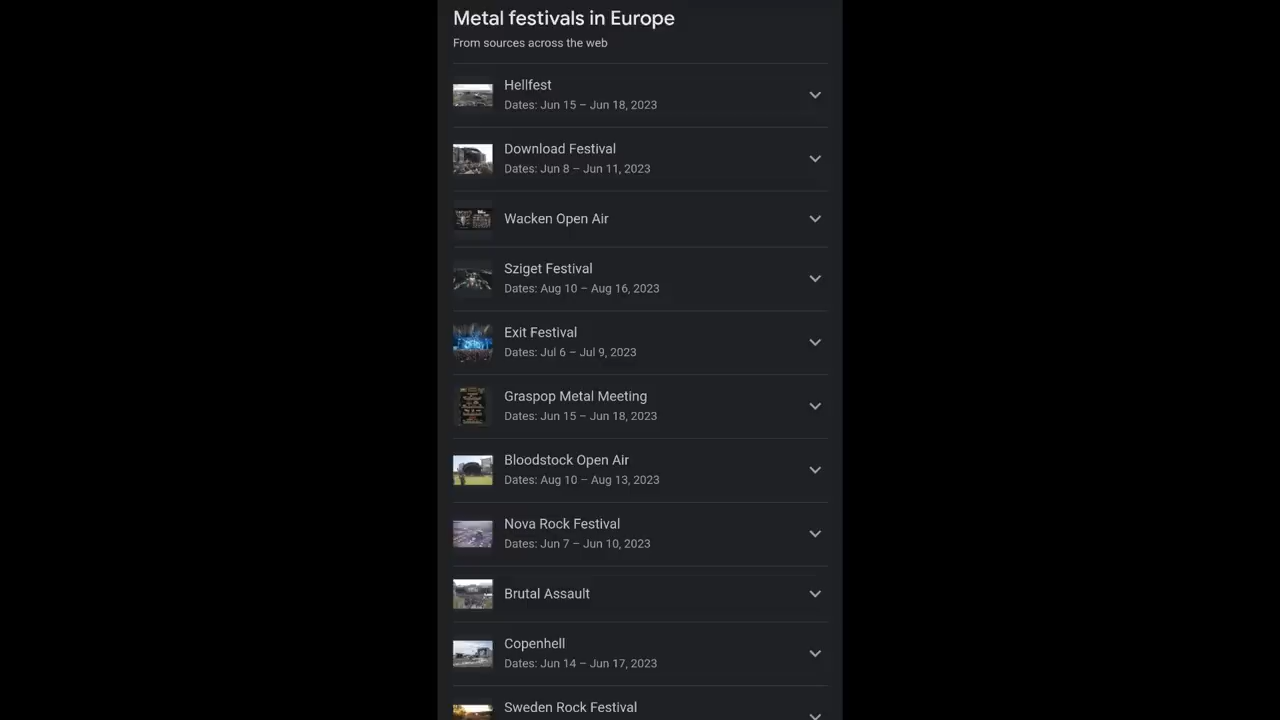 Metal festivals in Europe
From sources across the web
Hellfest
Dates: Jun 15 – Jun 18, 2023
Download Festival
Dates: Jun 8 – Jun 11, 2023
Wacken Open Air
Sziget Festival
Dates: Aug 10 – Aug 16, 2023
Exit Festival
Dates: Jul 6 – Jul 9, 2023
Graspop Metal Meeting
Dates: Jun 15 – Jun 18, 2023
Bloodstock Open Air
Dates: Aug 10 – Aug 13, 2023
Nova Rock Festival
Dates: Jun 7 – Jun 10, 2023
Brutal Assault
Copenhell
Dates: Jun 14 – Jun 17, 2023
Sweden Rock Festival